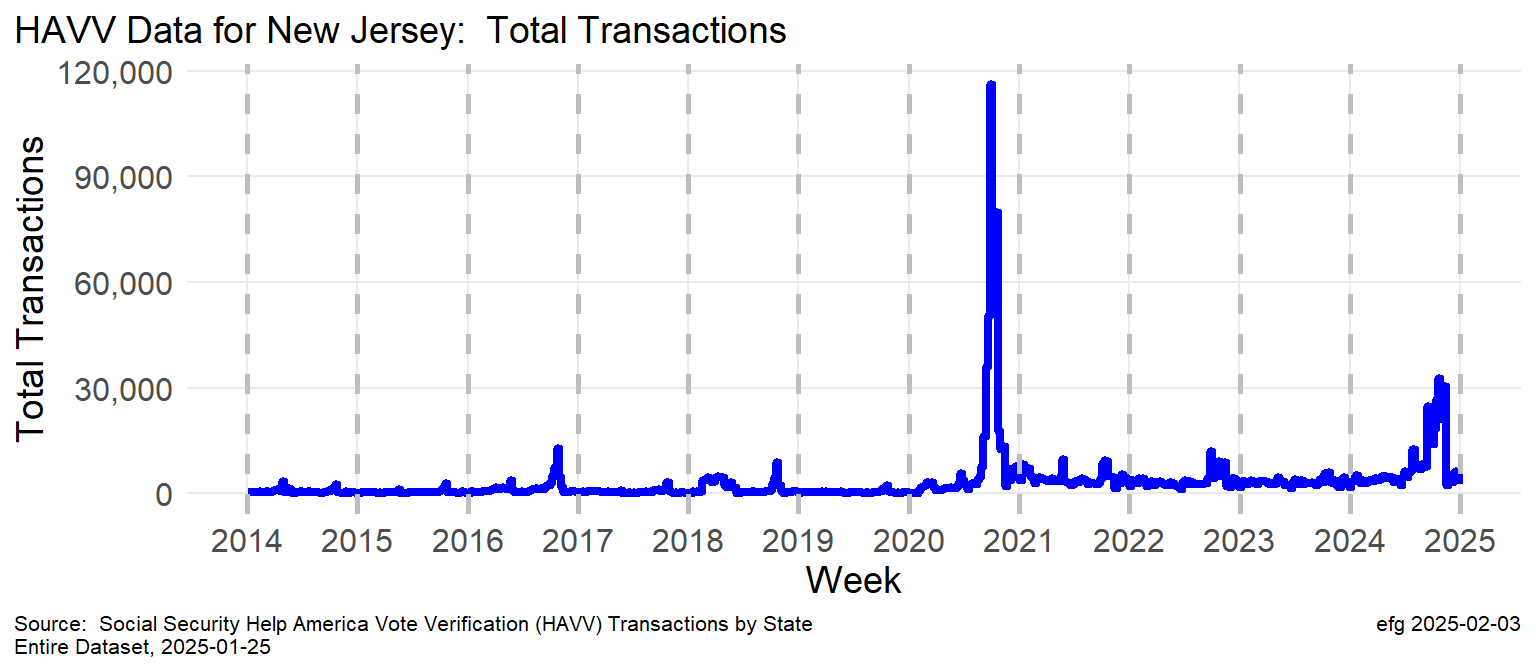 HAVV Data for New Jersey:  Total Transactions
Total Transactions
120,000
90,000
60,000
30,000
0
2014 2015 2016 2017 2018 2019 2020 2021 2022 2023 2024 2025
Week
Source:  Social Security Help America Vote Verification (HAVV) Transactions by State
Entire Dataset, 2025-01-25
efg 2025-02-03